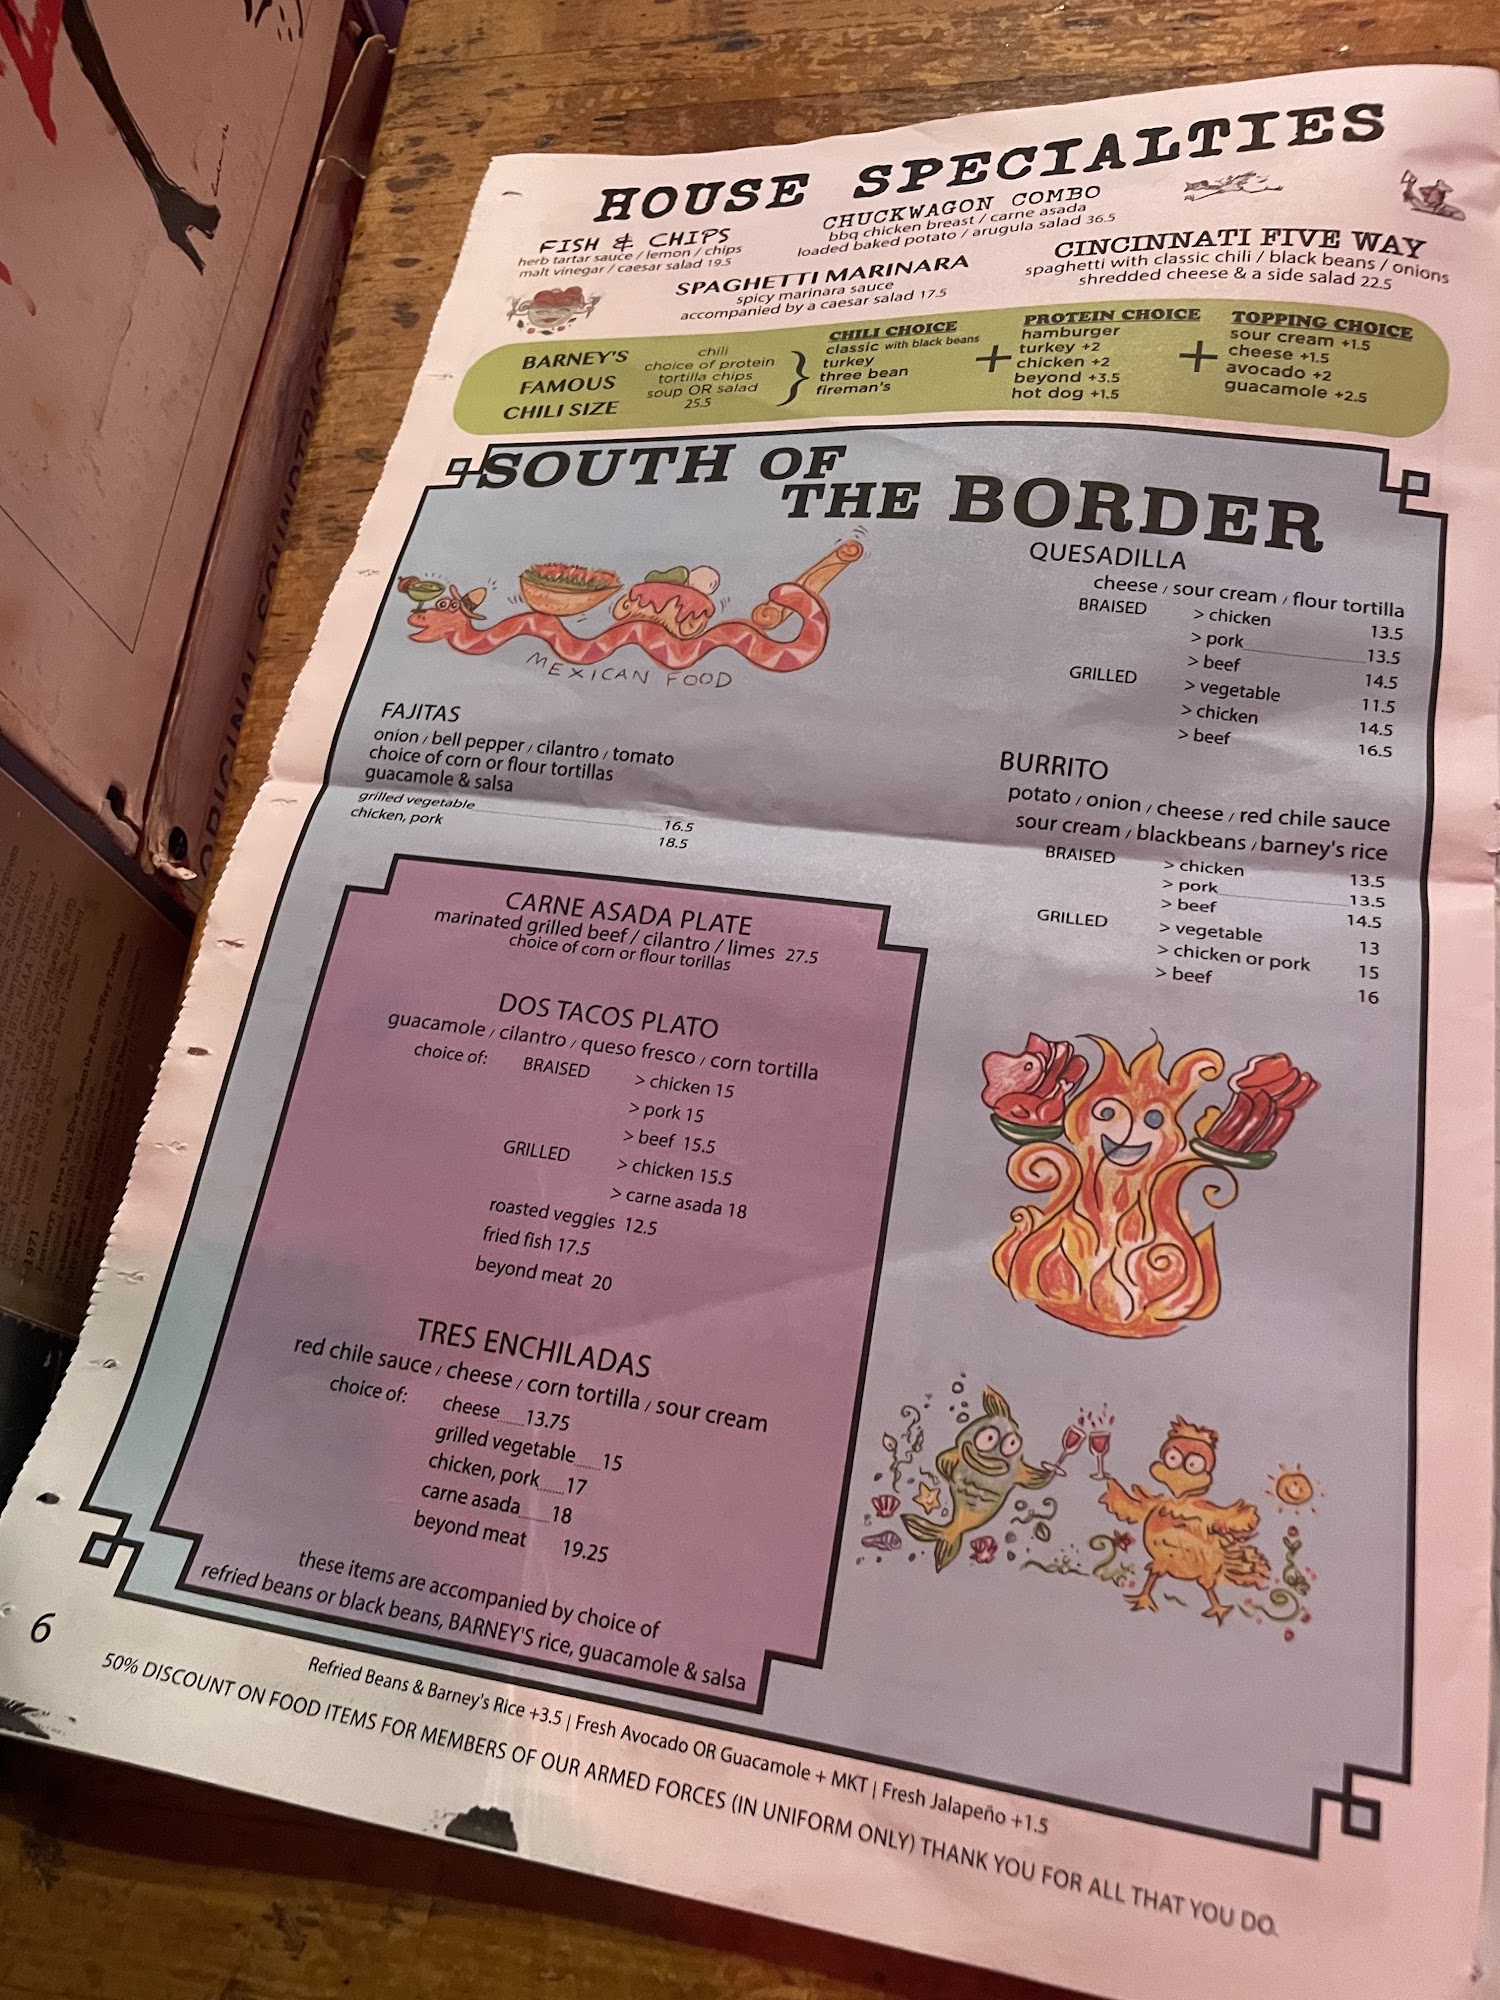 HOUSE SPECIALTIES
FISH & CHIPS
herb tartar sauce / lemon / chips
malt vinegar / caesar salad 19.5
CHUCKWAGON COMBO
bbq chicken breast / carne asada
loaded baked potato / arugula salad 36.5
SPAGHETTI MARINARA
spicy marinara sauce
accompanied by a caesar salad 17.5
CINCINNATI FIVE WAY
spaghetti with classic chili / black beans / onions
shredded cheese & a side salad 22.5
BARNEY'S
FAMOUS
CHILI SIZE
chili
choice of protein
tortilla chips
soup OR salad
25.5
}
CHILI CHOICE
classic with black beans
turkey
three bean
fireman's
+
PROTEIN CHOICE
hamburger
turkey +2
chicken +2
beyond +3.5
hot dog +1.5
+
TOPPING CHOICE
sour cream +1.5
cheese +1.5
avocado +2
guacamole +2.5
SOUTH OF
THE BORDER
MEXICAN FOOD
FAJITAS
onion / bell pepper / cilantro / tomato
choice of corn or flour tortillas
guacamole & salsa
grilled vegetable 16.5
chicken, pork 18.5
QUESADILLA
cheese / sour cream / flour tortilla
BRAISED > chicken 13.5
> pork 13.5
> beef 14.5
GRILLED > vegetable 11.5
> chicken 14.5
> beef 16.5
BURRITO
potato / onion / cheese / red chile sauce
sour cream / blackbeans / barney's rice
BRAISED > chicken 13.5
> pork 13.5
> beef 14.5
GRILLED > vegetable 13
> chicken or pork 15
> beef 16
CARNE ASADA PLATE
marinated grilled beef / cilantro / limes 27.5
choice of corn or flour torillas
DOS TACOS PLATO
guacamole / cilantro / queso fresco / corn tortilla
choice of: BRAISED > chicken 15
> pork 15
> beef 15.5
GRILLED > chicken 15.5
> carne asada 18
roasted veggies 12.5
fried fish 17.5
beyond meat 20
TRES ENCHILADAS
red chile sauce / cheese / corn tortilla / sour cream
choice of: cheese 13.75
grilled vegetable 15
chicken, pork 17
carne asada 18
beyond meat 19.25
these items are accompanied by choice of
refried beans or black beans, BARNEY'S rice, guacamole & salsa
6
Refried Beans & Barney's Rice +3.5 | Fresh Avocado OR Guacamole + MKT | Fresh Jalapeño +1.5
50% DISCOUNT ON FOOD ITEMS FOR MEMBERS OF OUR ARMED FORCES (IN UNIFORM ONLY) THANK YOU FOR ALL THAT YOU DO.